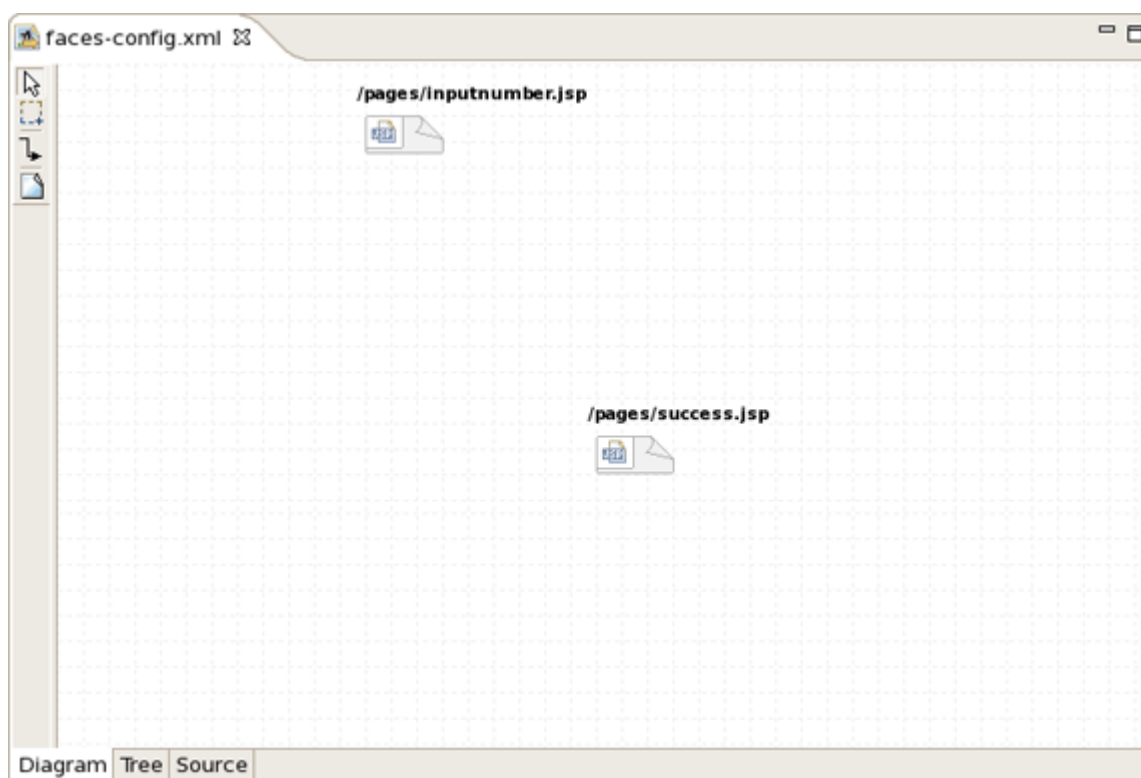 faces-config.xml
/pages/inputnumber.jsp
/pages/success.jsp
Diagram Tree Source